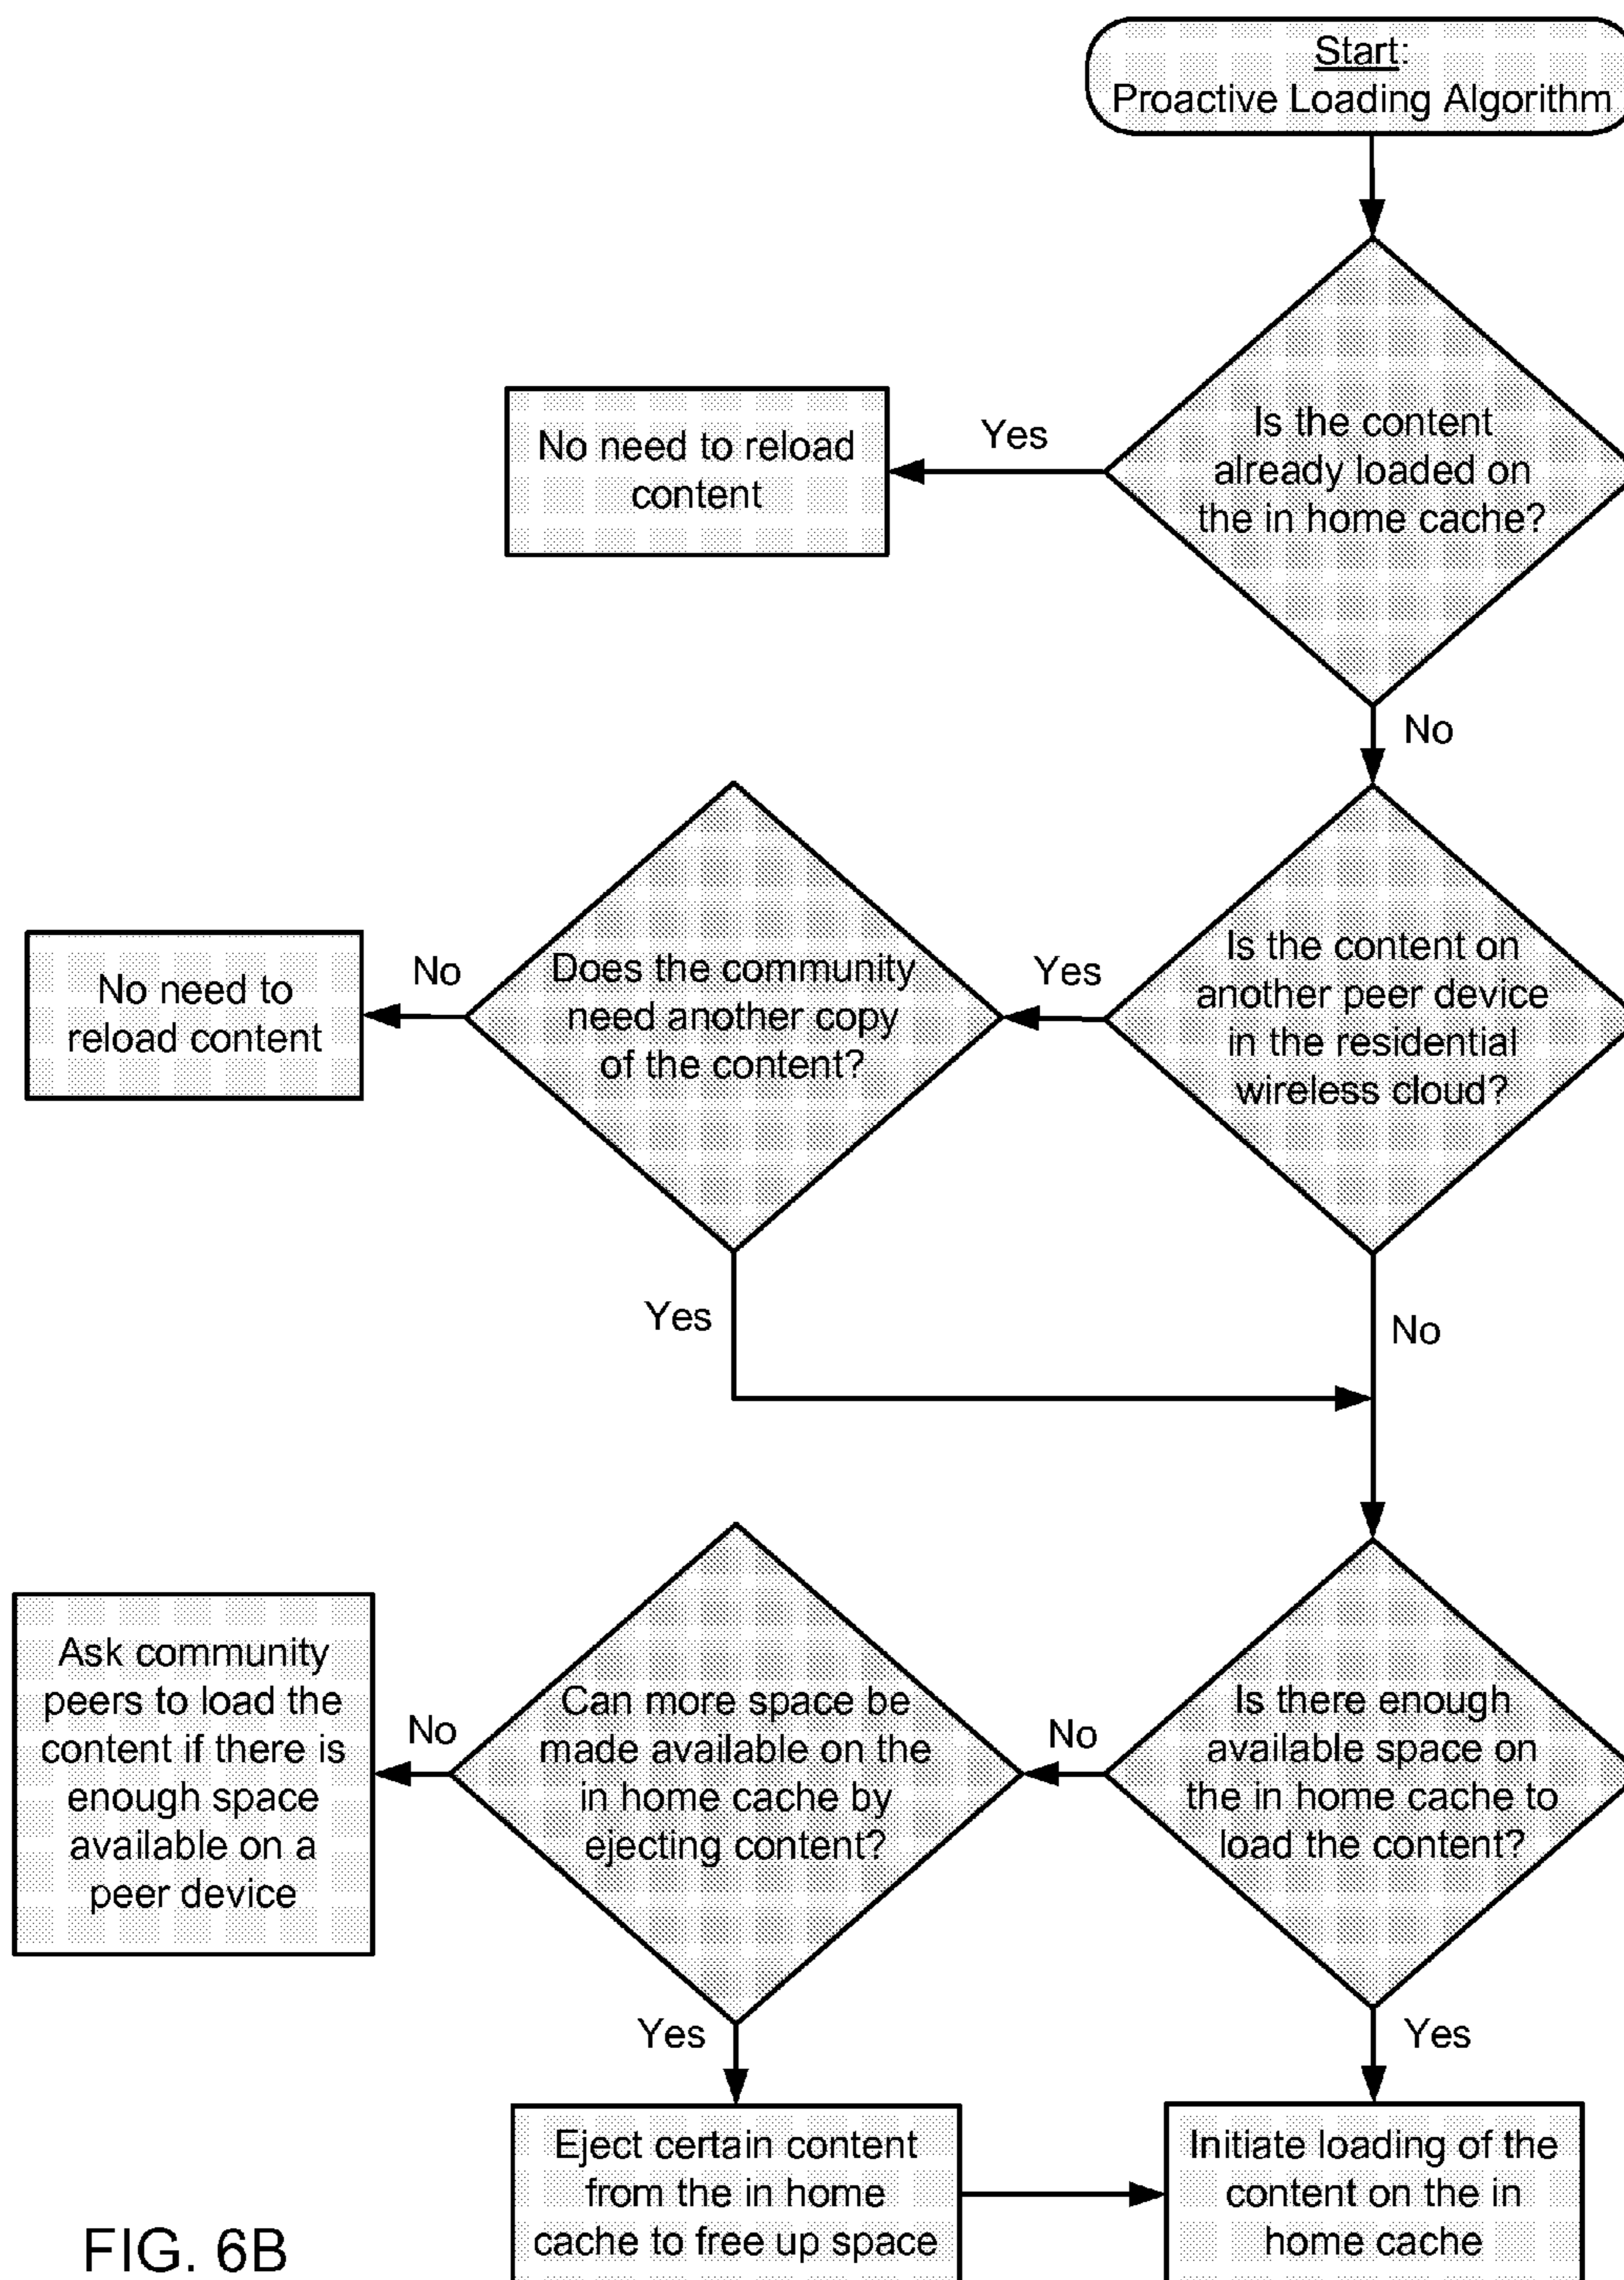 Start:
Proactive Loading Algorithm
Is the content
already loaded on
the in home cache?
Yes
No need to reload
content
No
Is the content on
another peer device
in the residential
wireless cloud?
Yes
Does the community
need another copy
of the content?
No
No need to
reload content
Yes
No
Is there enough
available space on
the in home cache to
load the content?
No
Can more space be
made available on the
in home cache by
ejecting content?
No
Ask community
peers to load the
content if there is
enough space
available on a
peer device
Yes
Yes
Eject certain content
from the in home
cache to free up space
Initiate loading of the
content on the in
home cache
FIG. 6B